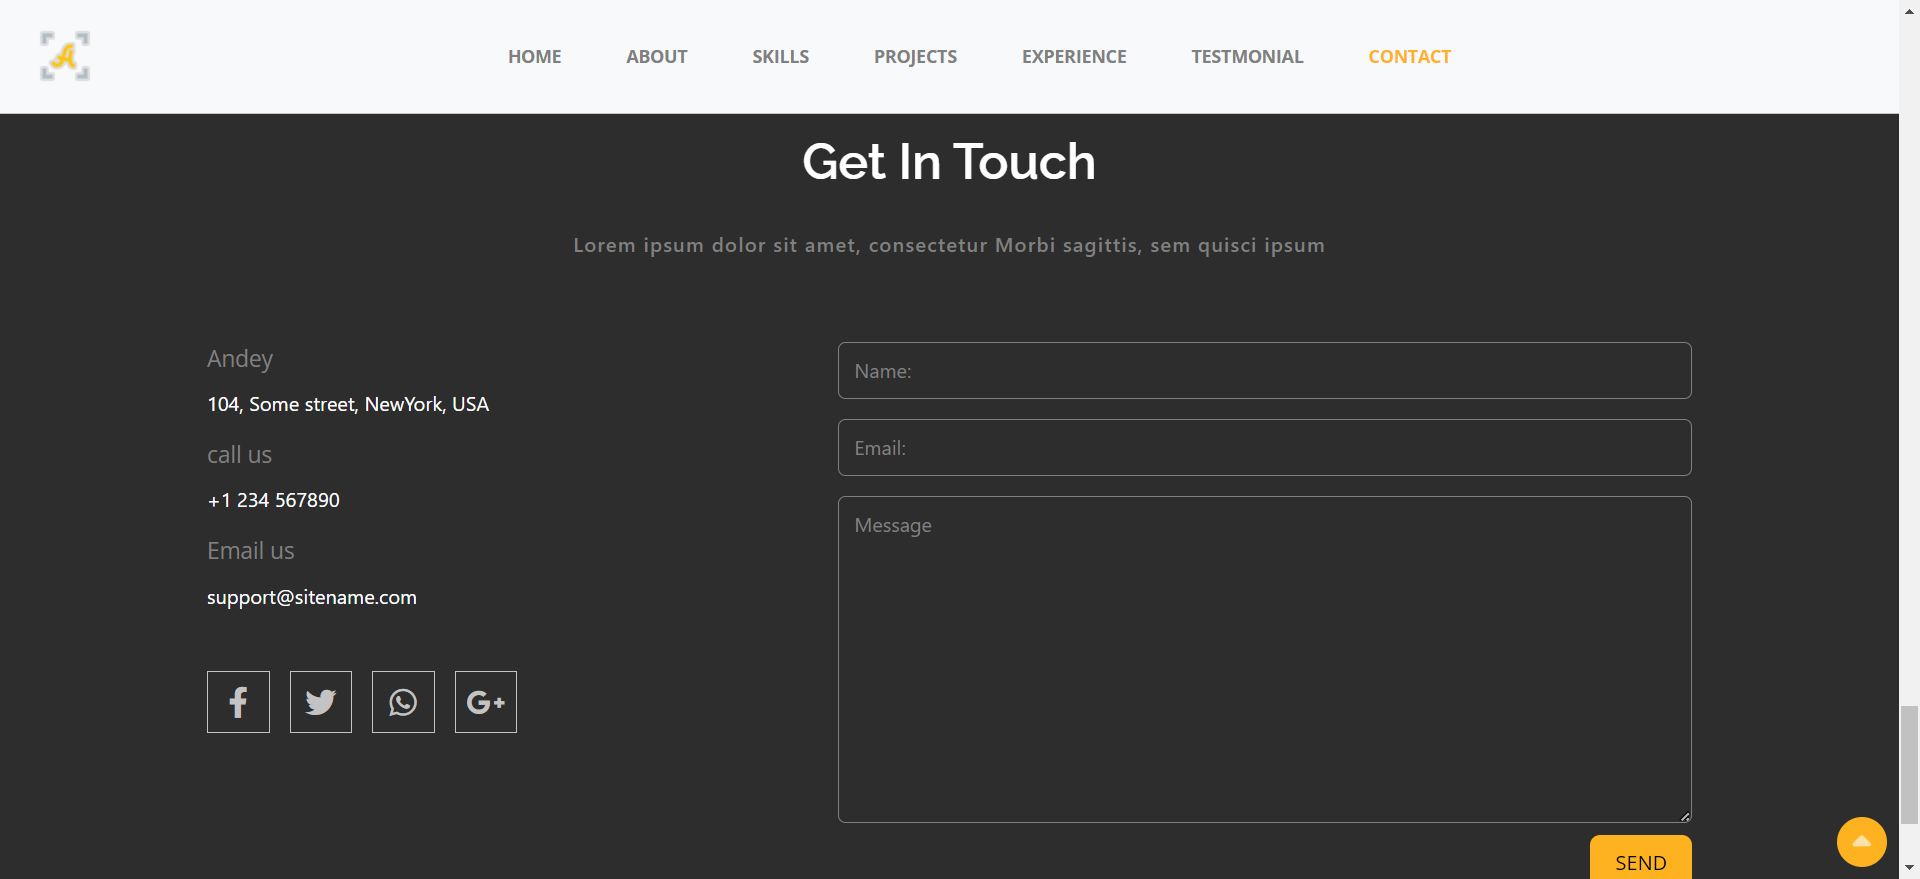 A
HOME ABOUT SKILLS PROJECTS EXPERIENCE TESTMONIAL CONTACT
Get In Touch
Lorem ipsum dolor sit amet, consectetur Morbi sagittis, sem quisci ipsum
Andey
104, Some street, NewYork, USA
call us
+1 234 567890
Email us
support@sitename.com
G+
Name:
Email:
Message
SEND